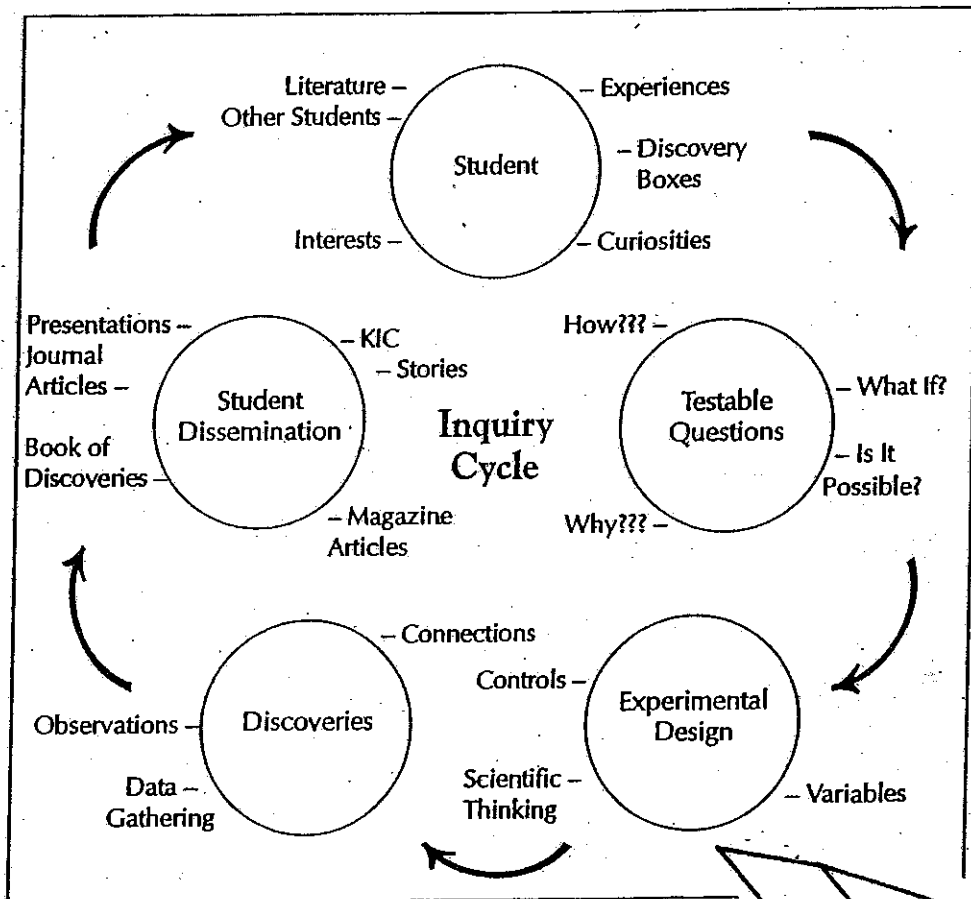 Literature –
Other Students –
Interests –
Student
– Experiences
– Discovery
Boxes
– Curiosities
How???  –
Why??? –
Testable
Questions
– What If?
– Is It
Possible?
Controls –
Scientific –
Thinking
Experimental
Design
– Variables
– Connections
Observations –
Data –
Gathering
Discoveries
Presentations –
Journal
Articles –
Book of
Discoveries –
Student
Dissemination
– KIC
– Stories
– Magazine
Articles
Inquiry
Cycle